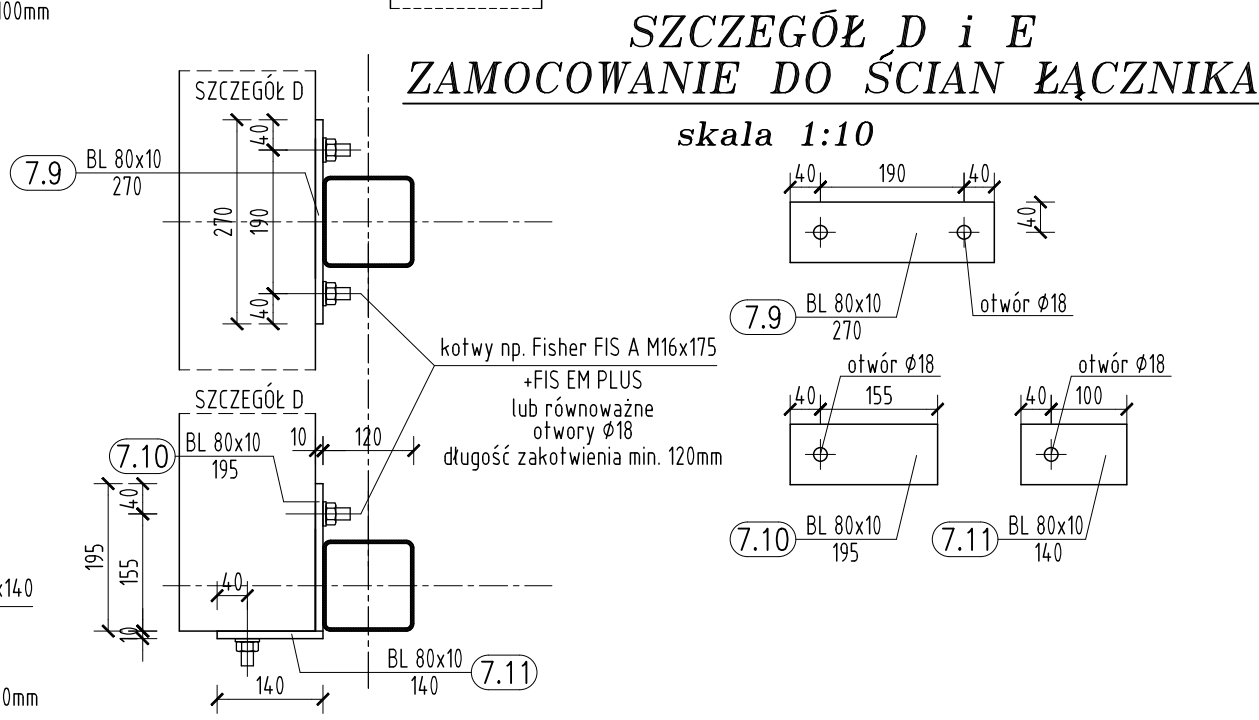 100mm
SZCZEGÓŁ D i E
ZAMOCOWANIE DO ŚCIAN ŁĄCZNIKA
skala 1:10
SZCZEGÓŁ D
40
7.9
BL 80x10
270
270
190
40
40
190
40
40
7.9
BL 80x10
270
otwór Ø18
kotwy np. Fisher FIS A M16x175
+FIS EM PLUS
lub równoważne
otwory Ø18
długość zakotwienia min. 120mm
SZCZEGÓŁ D
7.10
BL 80x10
195
10
120
40
195
155
10
40
x140
BL 80x10
140
7.11
140
0mm
otwór Ø18
40
155
7.10
BL 80x10
195
otwór Ø18
40
100
7.11
BL 80x10
140